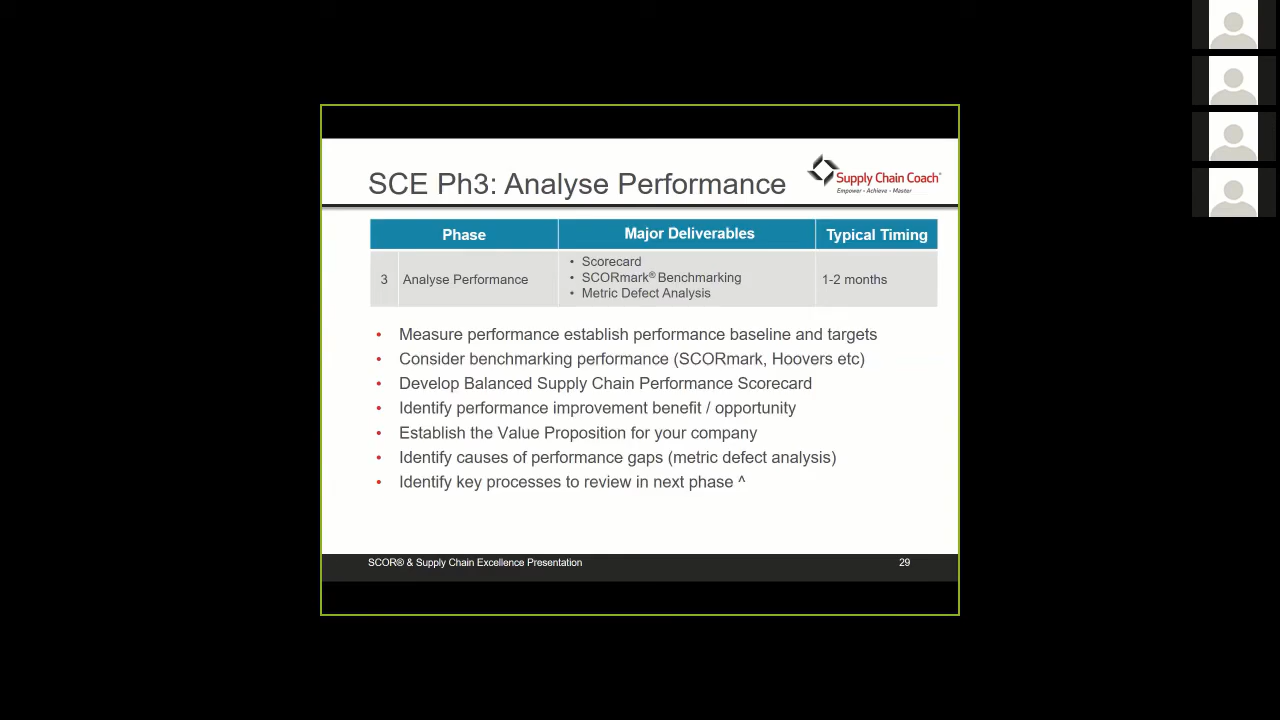 SCE Ph3: Analyse Performance
Supply Chain Coach®
Empower - Achieve - Master
Phase
Major Deliverables
Typical Timing
3
Analyse Performance
• Scorecard
• SCORmark® Benchmarking
• Metric Defect Analysis
1-2 months
• Measure performance establish performance baseline and targets
• Consider benchmarking performance (SCORmark, Hoovers etc)
• Develop Balanced Supply Chain Performance Scorecard
• Identify performance improvement benefit / opportunity
• Establish the Value Proposition for your company
• Identify causes of performance gaps (metric defect analysis)
• Identify key processes to review in next phase ^
SCOR® & Supply Chain Excellence Presentation
29